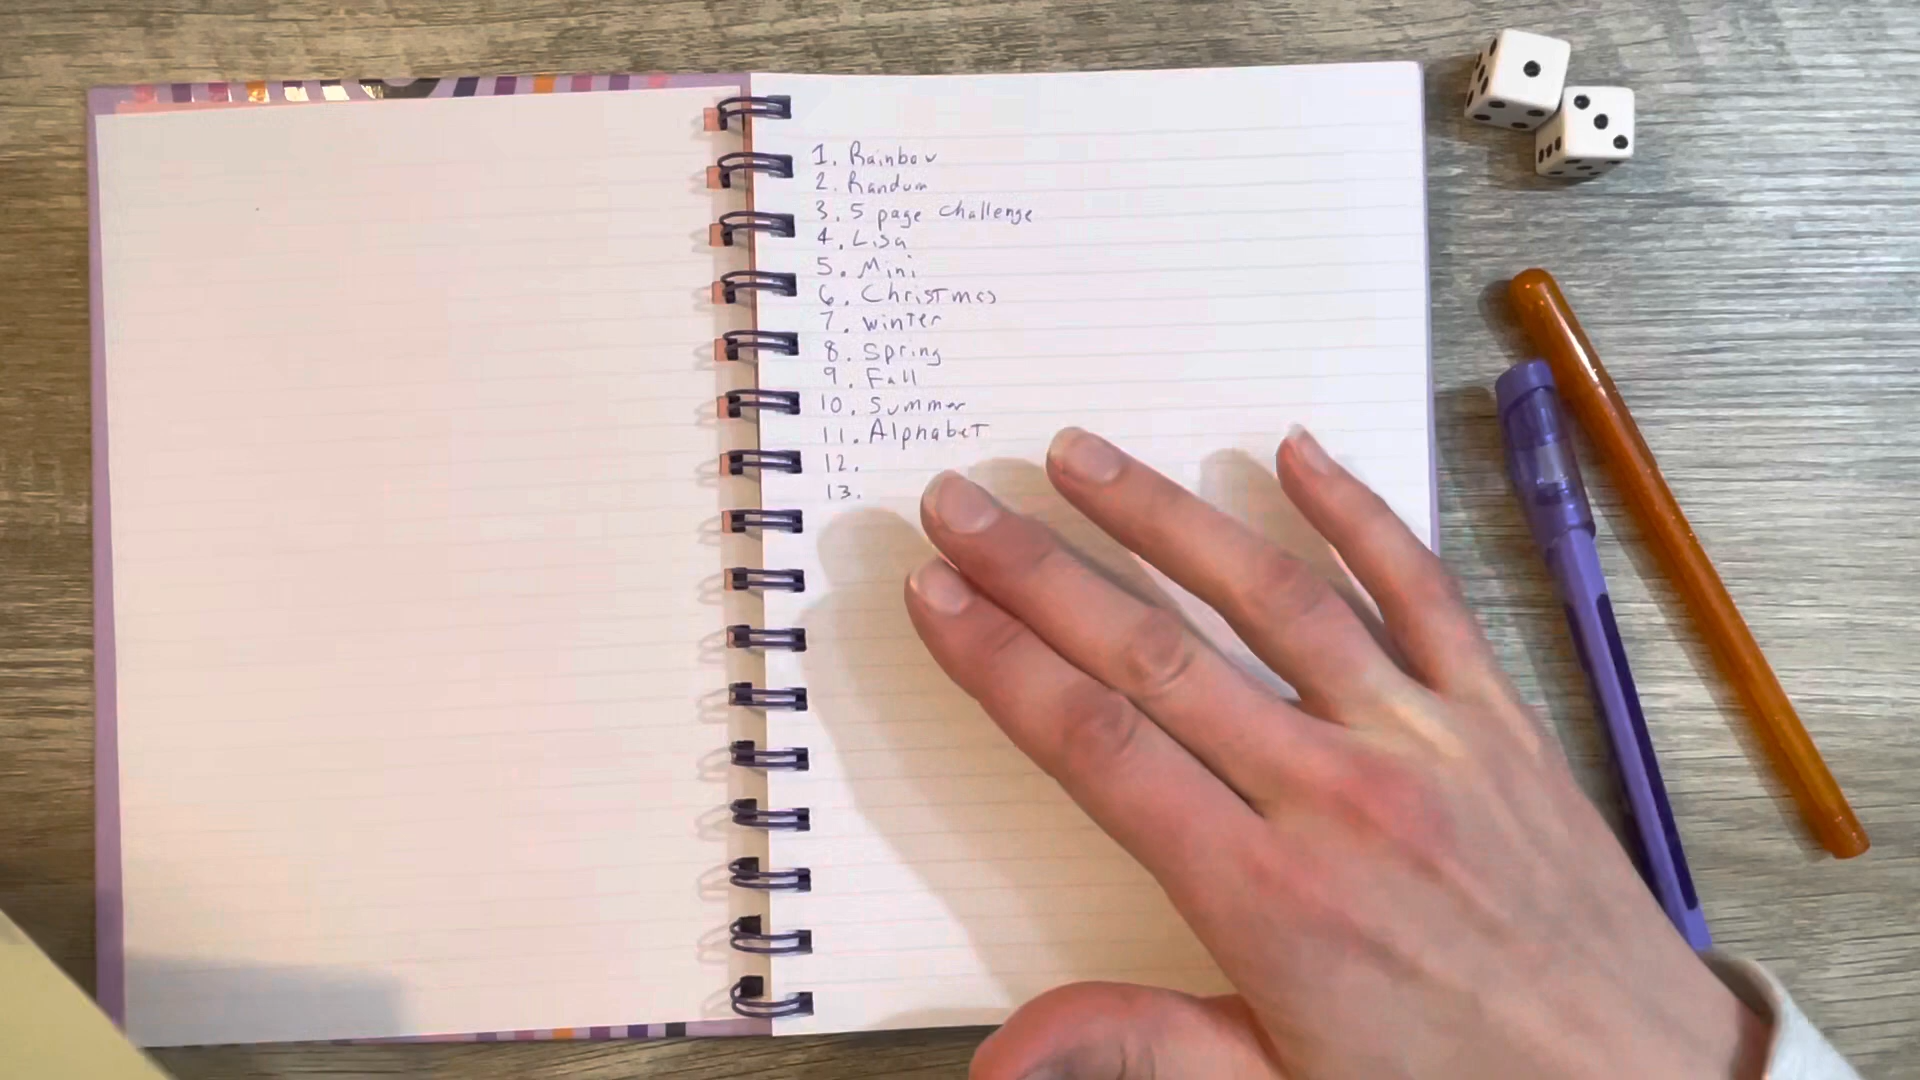 1. Rainbow
2. Random
3. 5 page challenge
4. Lisa
5. Mini
6. Christmas
7. winter
8. Spring
9. Fall
10. Summer
11. Alphabet
12.
13.